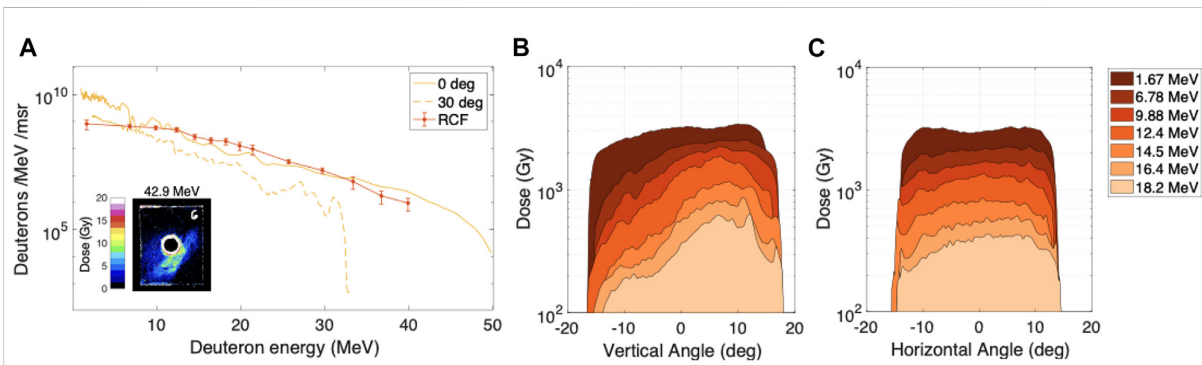 A
B
C
Deuterons /MeV /msr
10^10
10^5
0 deg
30 deg
RCF
42.9 MeV
Dose (Gy)
20
15
10
5
0
6
10 20 30 40 50
Deuteron energy (MeV)
Dose (Gy)
10^4
10^3
10^2
-20 -10 0 10 20
Vertical Angle (deg)
Dose (Gy)
10^4
10^3
10^2
-20 -10 0 10 20
Horizontal Angle (deg)
1.67 MeV
6.78 MeV
9.88 MeV
12.4 MeV
14.5 MeV
16.4 MeV
18.2 MeV